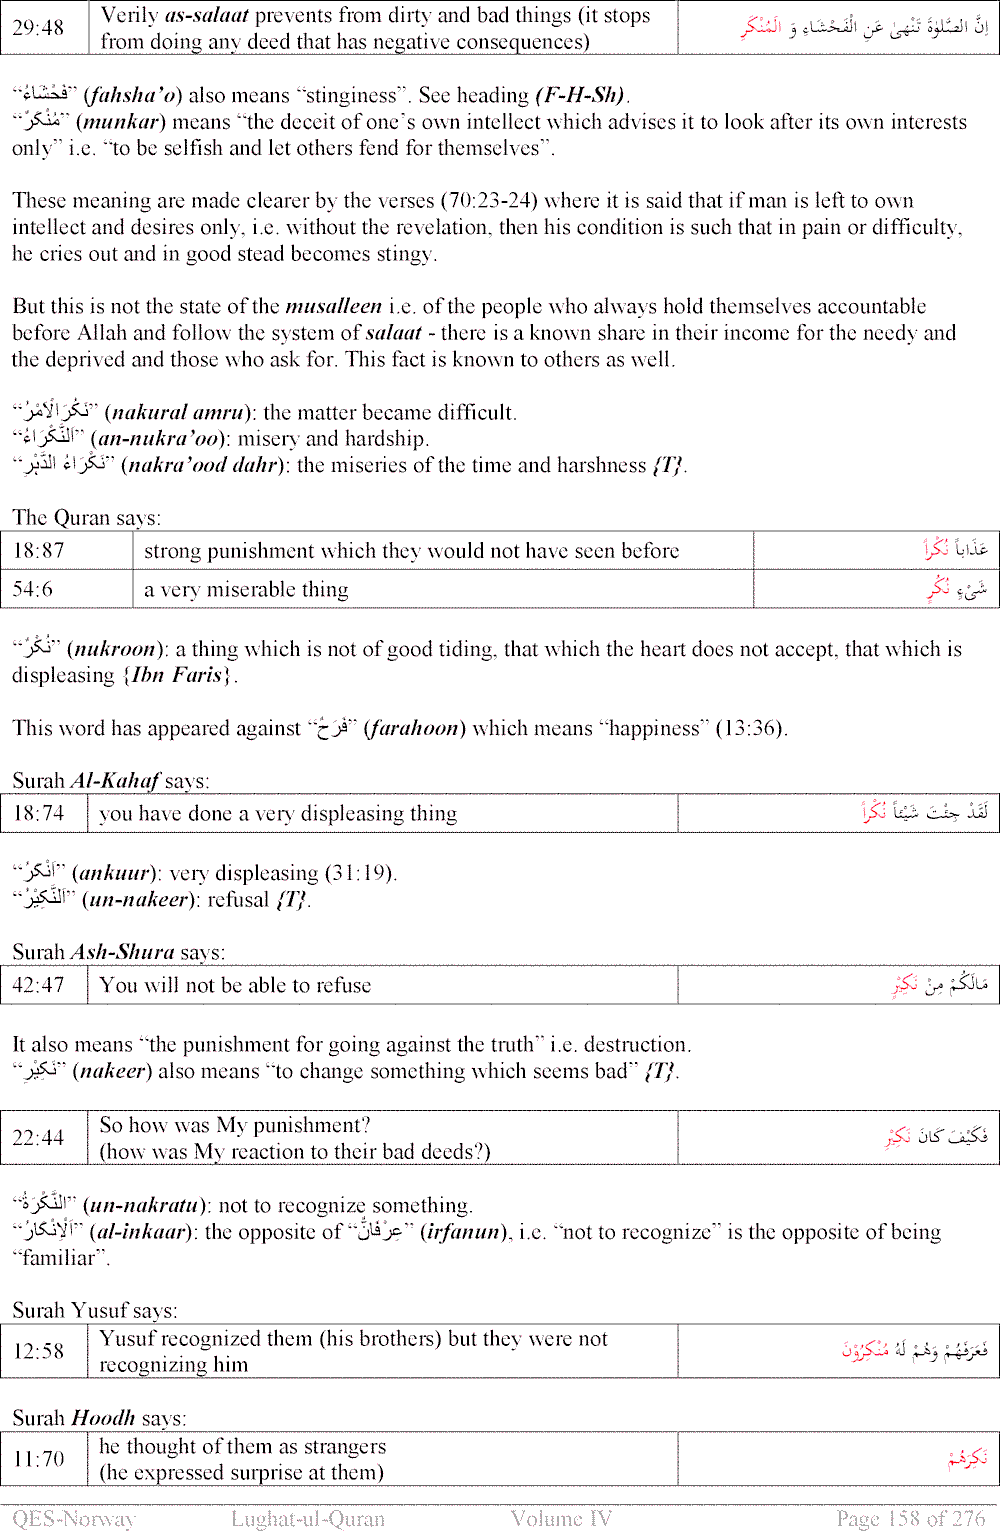 29:48 Verily as-salaat prevents from dirty and bad things (it stops from doing any deed that has negative consequences) اِنَّ الصَّلٰوۃَ تَنْھٰی عَنِ الْفَحْشَاءِ وَ الْمُنْکَرِ
“فَحْشَاءُ” (fahsha’o) also means “stinginess”. See heading (F-H-Sh).
“مُنْکَرٌ” (munkar) means “the deceit of one`s own intellect which advises it to look after its own interests
only” i.e. “to be selfish and let others fend for themselves”.
These meaning are made clearer by the verses (70:23-24) where it is said that if man is left to own
intellect and desires only, i.e. without the revelation, then his condition is such that in pain or difficulty,
he cries out and in good stead becomes stingy.
But this is not the state of the musalleen i.e. of the people who always hold themselves accountable
before Allah and follow the system of salaat - there is a known share in their income for the needy and
the deprived and those who ask for. This fact is known to others as well.
“نَکُرَ الْاَمْرُ” (nakural amru): the matter became difficult.
“اَلنَّکْرَاءُ” (an-nukra’oo): misery and hardship.
“نَکْرَاءُ الدَّہْرِ” (nakra’ood dahr): the miseries of the time and harshness {T}.
The Quran says:
18:87 strong punishment which they would not have seen before عَذَاباً نُکْراً
54:6 a very miserable thing شَیْءٍ نُکُرٍ
“نُکْرٌ” (nukroon): a thing which is not of good tiding, that which the heart does not accept, that which is
displeasing {Ibn Faris}.
This word has appeared against “فَرَحٌ” (farahoon) which means “happiness” (13:36).
Surah Al-Kahaf says:
18:74 you have done a very displeasing thing لَقَدْ جِئْتَ شَیْئاً نُکْراً
“اَنْکَرُ” (ankuur): very displeasing (31:19).
“اَلنَّکِیْرُ” (un-nakeer): refusal {T}.
Surah Ash-Shura says:
42:47 You will not be able to refuse مَالَکُمْ مِنْ نَکِیْرٍ
It also means “the punishment for going against the truth” i.e. destruction.
“نَکِیْرِ” (nakeer) also means “to change something which seems bad” {T}.
22:44 So how was My punishment?
(how was My reaction to their bad deeds?) فَکَیْفَ کَانَ نَکِیْرِ
“النَّکْرَۃُ” (un-nakratu): not to recognize something.
“اَلْاِنْکَارُ” (al-inkaar): the opposite of “عِرْفَانٌ” (irfanun), i.e. “not to recognize” is the opposite of being
“familiar”.
Surah Yusuf says:
12:58 Yusuf recognized them (his brothers) but they were not
recognizing him فَعَرَفَھُمْ وَھُمْ لَہٗ مُنْکِرُوْنَ
Surah Hoodh says:
11:70 he thought of them as strangers
(he expressed surprise at them) نَکِرَھُمْ
QES-Norway Lughat-ul-Quran Volume IV Page 158 of 276